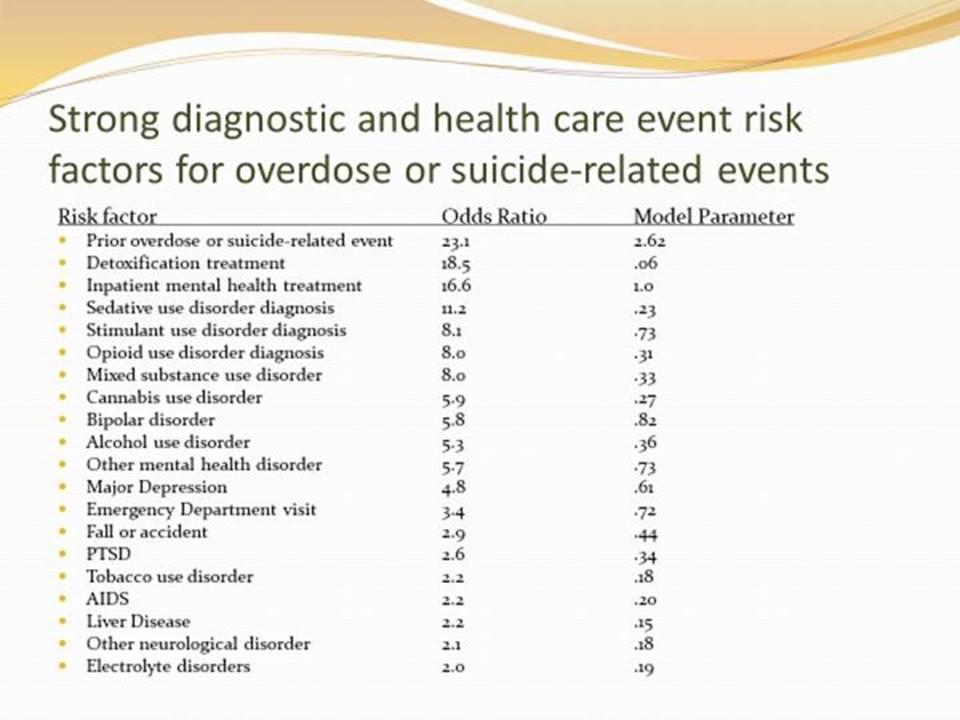 Strong diagnostic and health care event risk
factors for overdose or suicide-related events
Risk factor Odds Ratio Model Parameter
• Prior overdose or suicide-related event 23.1 2.62
• Detoxification treatment 18.5 .06
• Inpatient mental health treatment 16.6 1.0
• Sedative use disorder diagnosis 11.2 .23
• Stimulant use disorder diagnosis 8.1 .73
• Opioid use disorder diagnosis 8.0 .31
• Mixed substance use disorder 8.0 .33
• Cannabis use disorder 5.9 .27
• Bipolar disorder 5.8 .82
• Alcohol use disorder 5.3 .36
• Other mental health disorder 5.7 .73
• Major Depression 4.8 .61
• Emergency Department visit 3.4 .72
• Fall or accident 2.9 .44
• PTSD 2.6 .34
• Tobacco use disorder 2.2 .18
• AIDS 2.2 .20
• Liver Disease 2.2 .15
• Other neurological disorder 2.1 .18
• Electrolyte disorders 2.0 .19